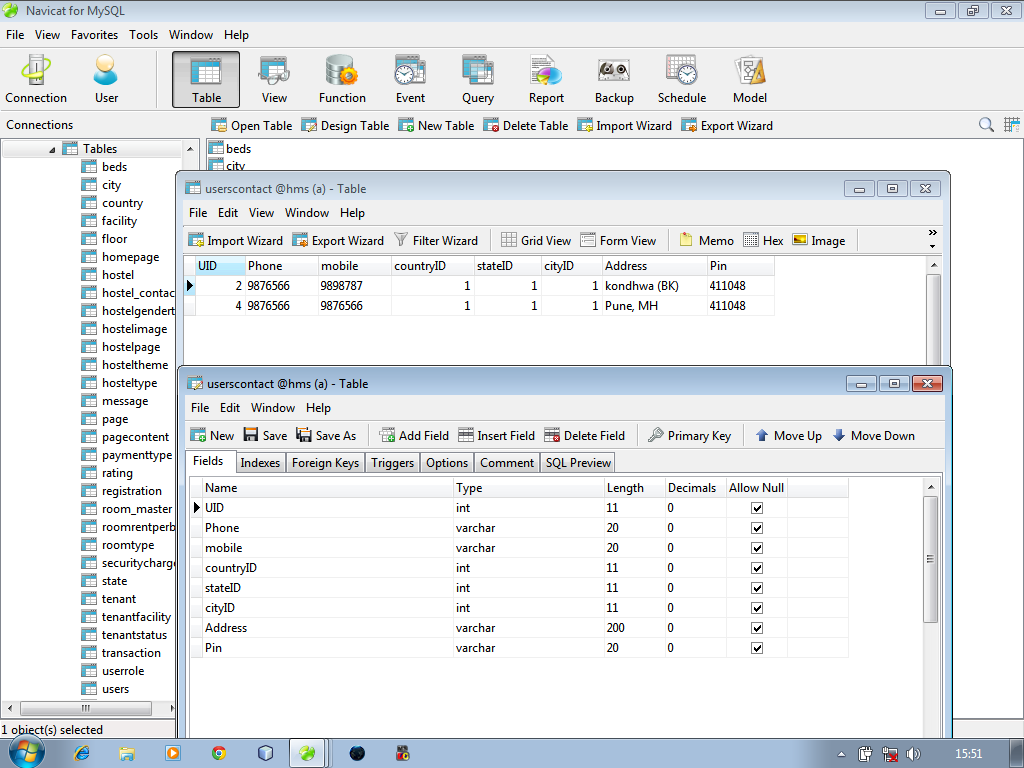 Navicat for MySQL
File View Favorites Tools Window Help
Connection User Table View Function Event Query Report Backup Schedule Model
Connections
Open Table Design Table New Table Delete Table Import Wizard Export Wizard
Tables
beds
city
country
facility
floor
homepage
hostel
hostel_contac
hostelgendert
hostelimage
hostelpage
hosteltheme
hosteltype
message
page
pagecontent
paymenttype
rating
registration
room_master
roomrentperb
roomtype
securitycharge
state
tenant
tenantfacility
tenantstatus
transaction
userrole
users
beds
city
userscontact @hms (a) - Table
File Edit View Window Help
Import Wizard Export Wizard Filter Wizard Grid View Form View Memo Hex Image »
UID Phone mobile countryID stateID cityID Address Pin
2 9876566 9898787 1 1 1 kondhwa (BK) 411048
4 9876566 9876566 1 1 1 Pune, MH 411048
userscontact @hms (a) - Table
File Edit Window Help
New Save Save As Add Field Insert Field Delete Field Primary Key Move Up Move Down
Fields Indexes Foreign Keys Triggers Options Comment SQL Preview
Name Type Length Decimals Allow Null
UID int 11 0
Phone varchar 20 0
mobile varchar 20 0
countryID int 11 0
stateID int 11 0
cityID int 11 0
Address varchar 200 0
Pin varchar 20 0
1 object(s) selected
15:51